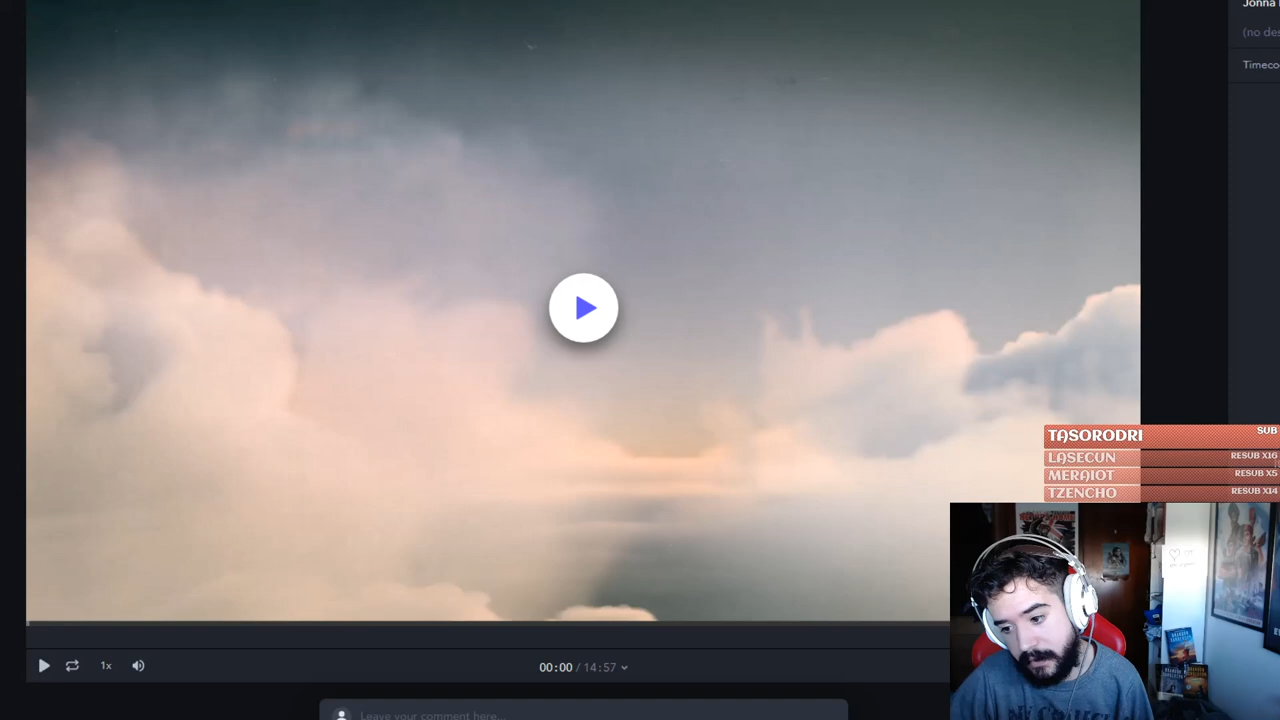 Jonna
(no des
Timeco
TASORODRI SUB
LASECUN RESUB X16
MERAIOT RESUB X5
TZENCHO RESUB X14
1x
00:00 / 14:57
Leave your comment here...